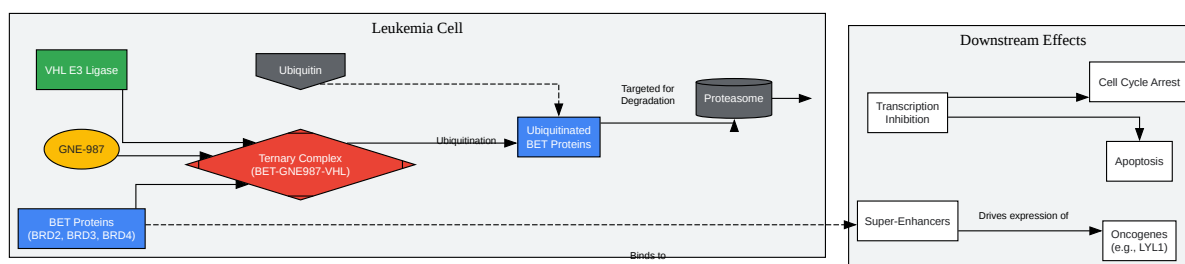 Leukemia Cell
Downstream Effects
VHL E3 Ligase
Ubiquitin
Cell Cycle Arrest
Targeted for
Degradation
Proteasome
Transcription
Inhibition
GNE-987
Ubiquitination
Ubiquitinated
BET Proteins
Ternary Complex
(BET-GNE987-VHL)
Apoptosis
BET Proteins
(BRD2, BRD3, BRD4)
Super-Enhancers
Drives expression of
Oncogenes
(e.g., LYL1)
Binds to